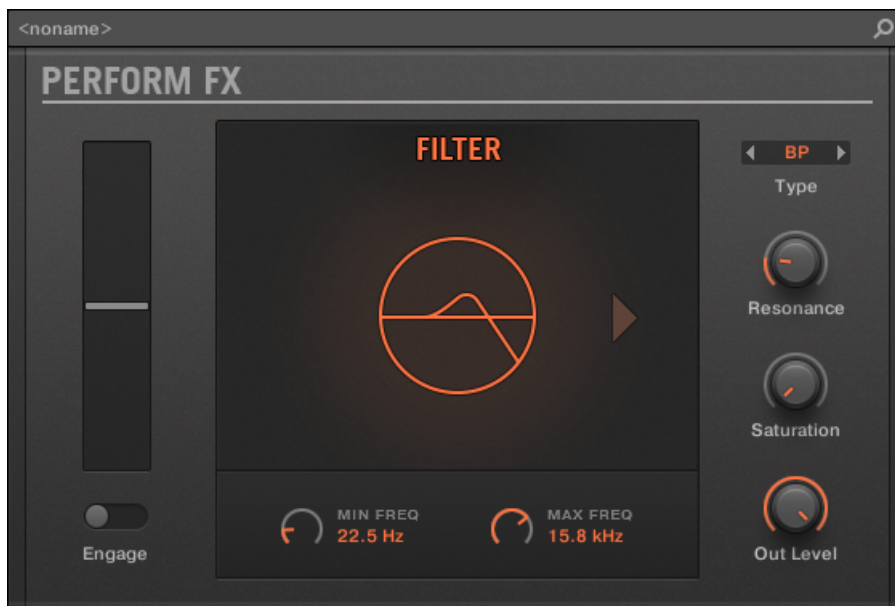 <noname>
PERFORM FX
FILTER
BP
Type
Resonance
Saturation
Out Level
Engage
MIN FREQ
22.5 Hz
MAX FREQ
15.8 kHz